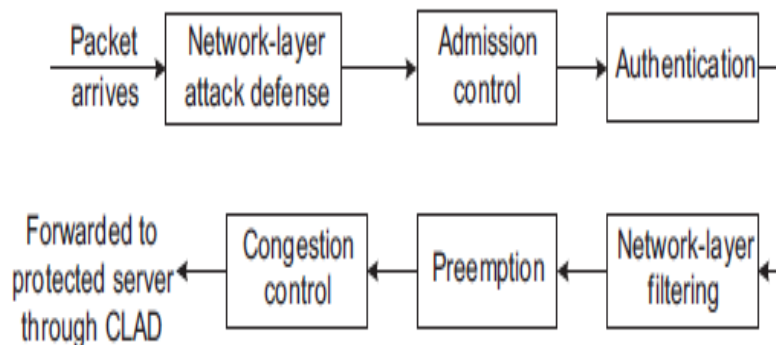 Packet
arrives
Network-layer
attack defense
Admission
control
Authentication
Forwarded to
protected server
through CLAD
Congestion
control
Preemption
Network-layer
filtering